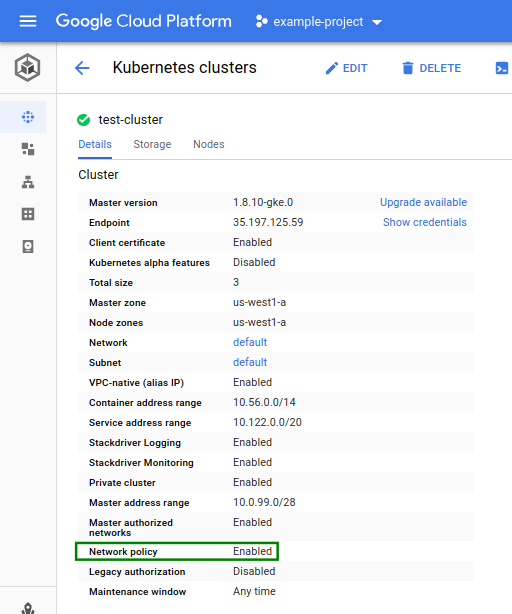 Google Cloud Platform example-project
Kubernetes clusters EDIT DELETE
test-cluster
Details Storage Nodes
Cluster
Master version 1.8.10-gke.0 Upgrade available
Endpoint 35.197.125.59 Show credentials
Client certificate Enabled
Kubernetes alpha features Disabled
Total size 3
Master zone us-west1-a
Node zones us-west1-a
Network default
Subnet default
VPC-native (alias IP) Enabled
Container address range 10.56.0.0/14
Service address range 10.122.0.0/20
Stackdriver Logging Enabled
Stackdriver Monitoring Enabled
Private cluster Enabled
Master address range 10.0.99.0/28
Master authorized Enabled
networks
Network policy Enabled
Legacy authorization Disabled
Maintenance window Any time